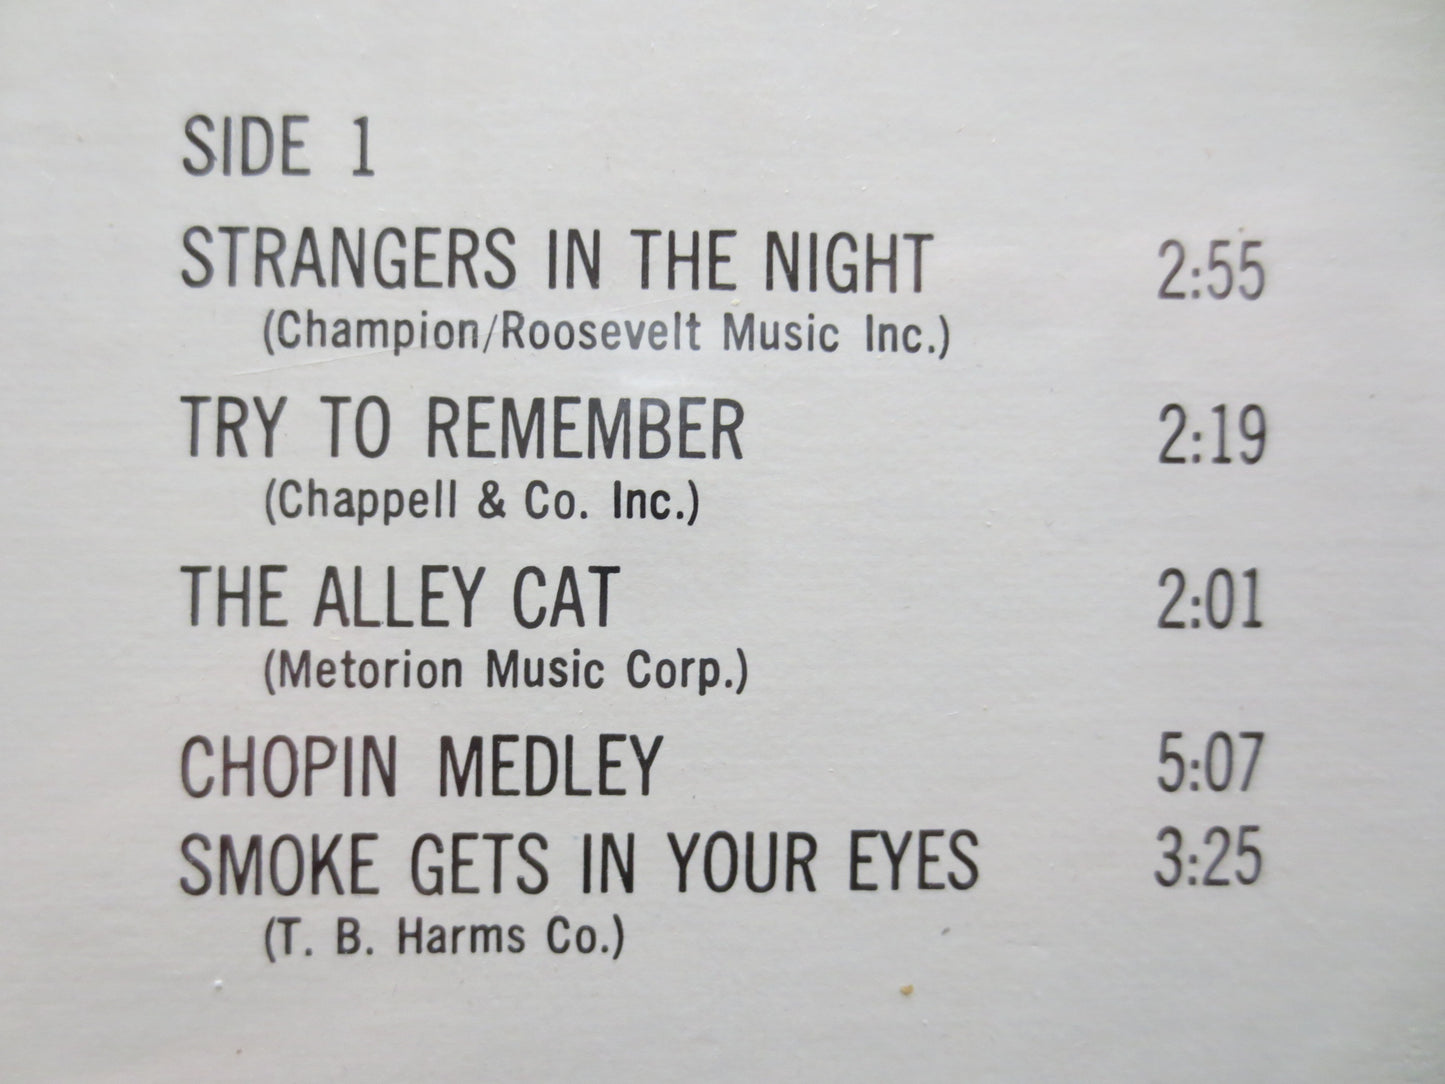 SIDE 1
STRANGERS IN THE NIGHT 2:55
(Champion/Roosevelt Music Inc.)
TRY TO REMEMBER 2:19
(Chappell & Co. Inc.)
THE ALLEY CAT 2:01
(Metorion Music Corp.)
CHOPIN MEDLEY 5:07
SMOKE GETS IN YOUR EYES 3:25
(T. B. Harms Co.)